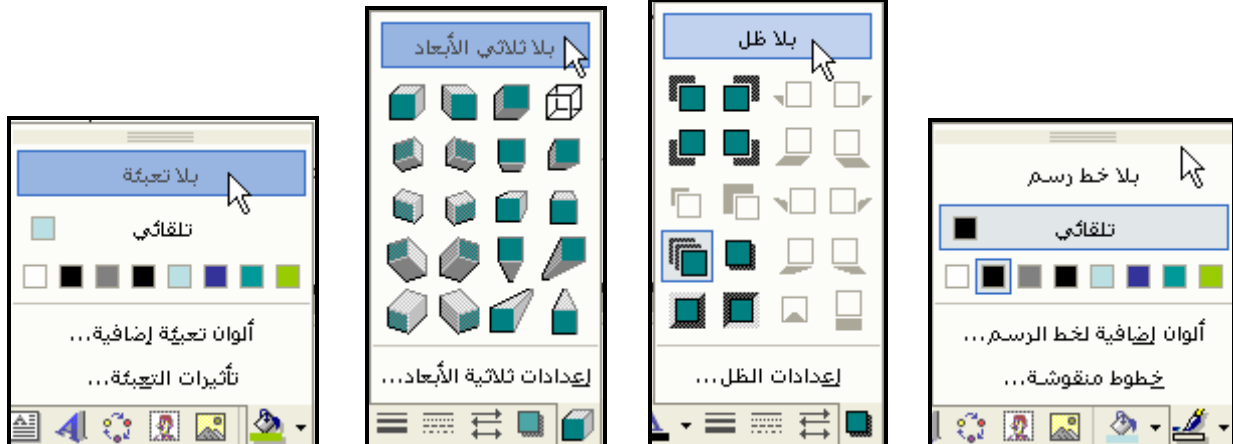 بلا تعبئة
تلقائي
ألوان تعبئة إضافية...
تأثيرات التعبئة...
بلا ثلاثي الأبعاد
إعدادات ثلاثية الأبعاد...
بلا ظل
إعدادات الظل...
بلا خط رسم
تلقائي
ألوان إضافية لخط الرسم...
خطوط منقوشة...